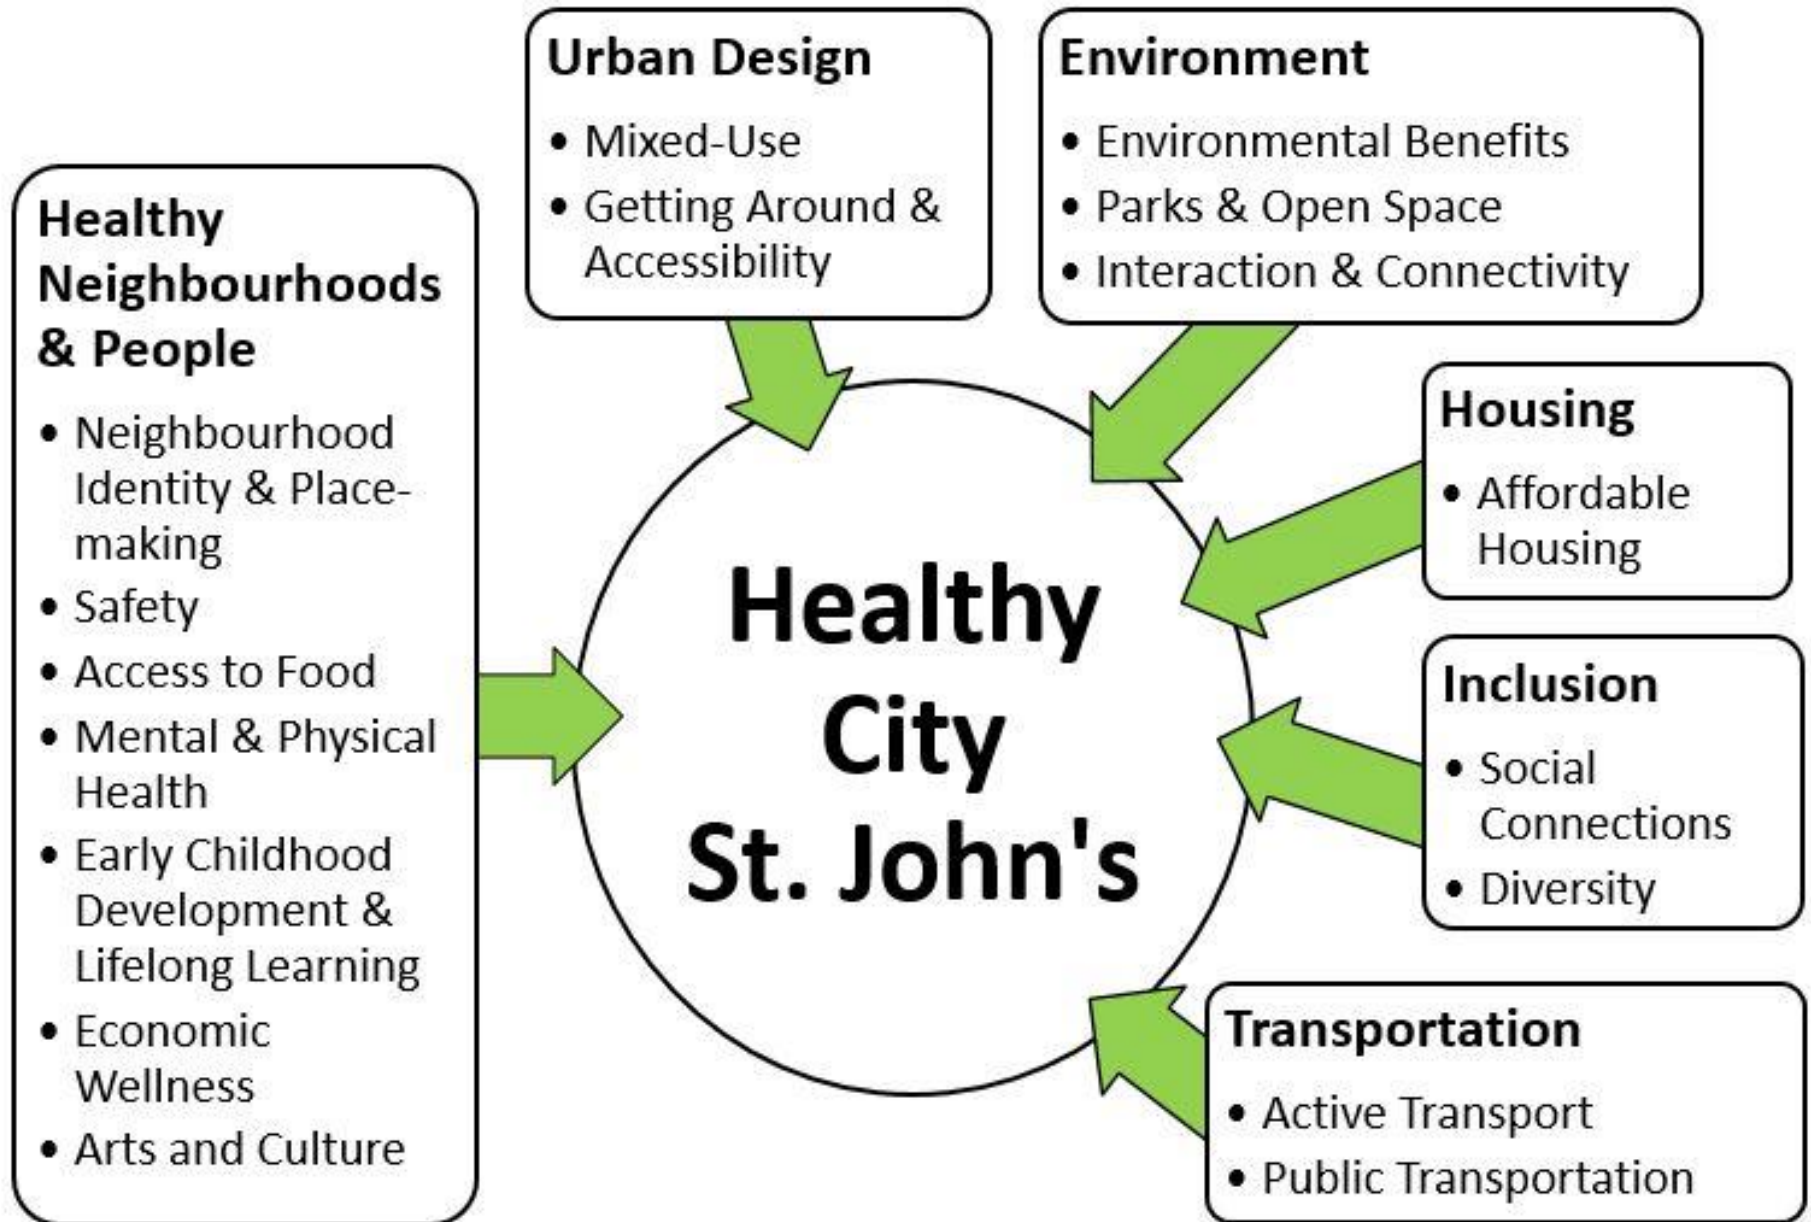 Urban Design
• Mixed-Use
• Getting Around &
Accessibility
Environment
• Environmental Benefits
• Parks & Open Space
• Interaction & Connectivity
Healthy
Neighbourhoods
& People
• Neighbourhood
Identity & Place-
making
• Safety
• Access to Food
• Mental & Physical
Health
• Early Childhood
Development &
Lifelong Learning
• Economic
Wellness
• Arts and Culture
Healthy
City
St. John's
Housing
• Affordable
Housing
Inclusion
• Social
Connections
• Diversity
Transportation
• Active Transport
• Public Transportation